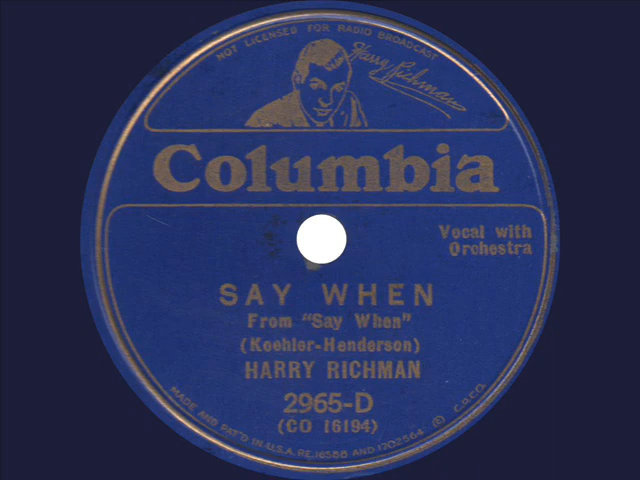 NOT LICENSED FOR RADIO BROADCAST
Harry Richman
Columbia
Vocal with
Orchestra
SAY WHEN
From "Say When"
(Koehler-Henderson)
HARRY RICHMAN
2965-D
(CO 16194)
MADE AND PAT'D IN U.S.A. RE.16588 AND 1702564 © C.P.CO.